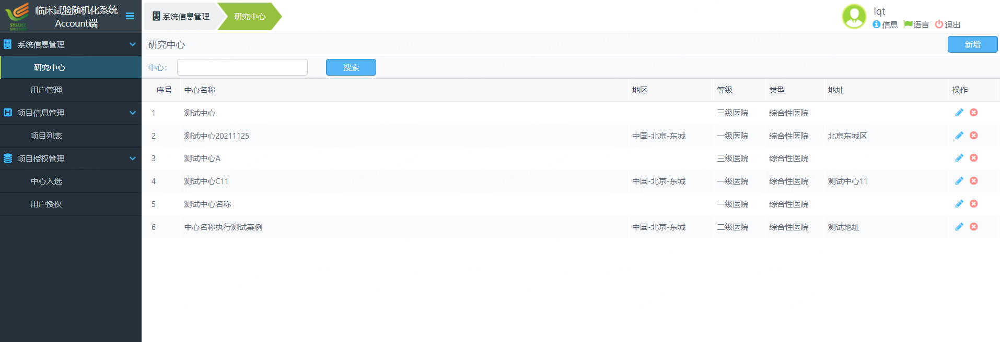 临床试验随机化系统
Account端
SYSUCC
系统信息管理
研究中心
lqt
信息 语言 退出
系统信息管理
研究中心
用户管理
项目信息管理
项目列表
项目授权管理
中心入选
用户授权
研究中心
新增
中心：
搜索
序号 中心名称 地区 等级 类型 地址 操作
1 测试中心 三级医院 综合性医院
2 测试中心20211125 中国-北京-东城 一级医院 综合性医院 北京东城区
3 测试中心A 三级医院 综合性医院
4 测试中心C11 中国-北京-东城 一级医院 综合性医院 测试中心11
5 测试中心名称 一级医院 综合性医院
6 中心名称执行测试案例 中国-北京-东城 二级医院 综合性医院 测试地址